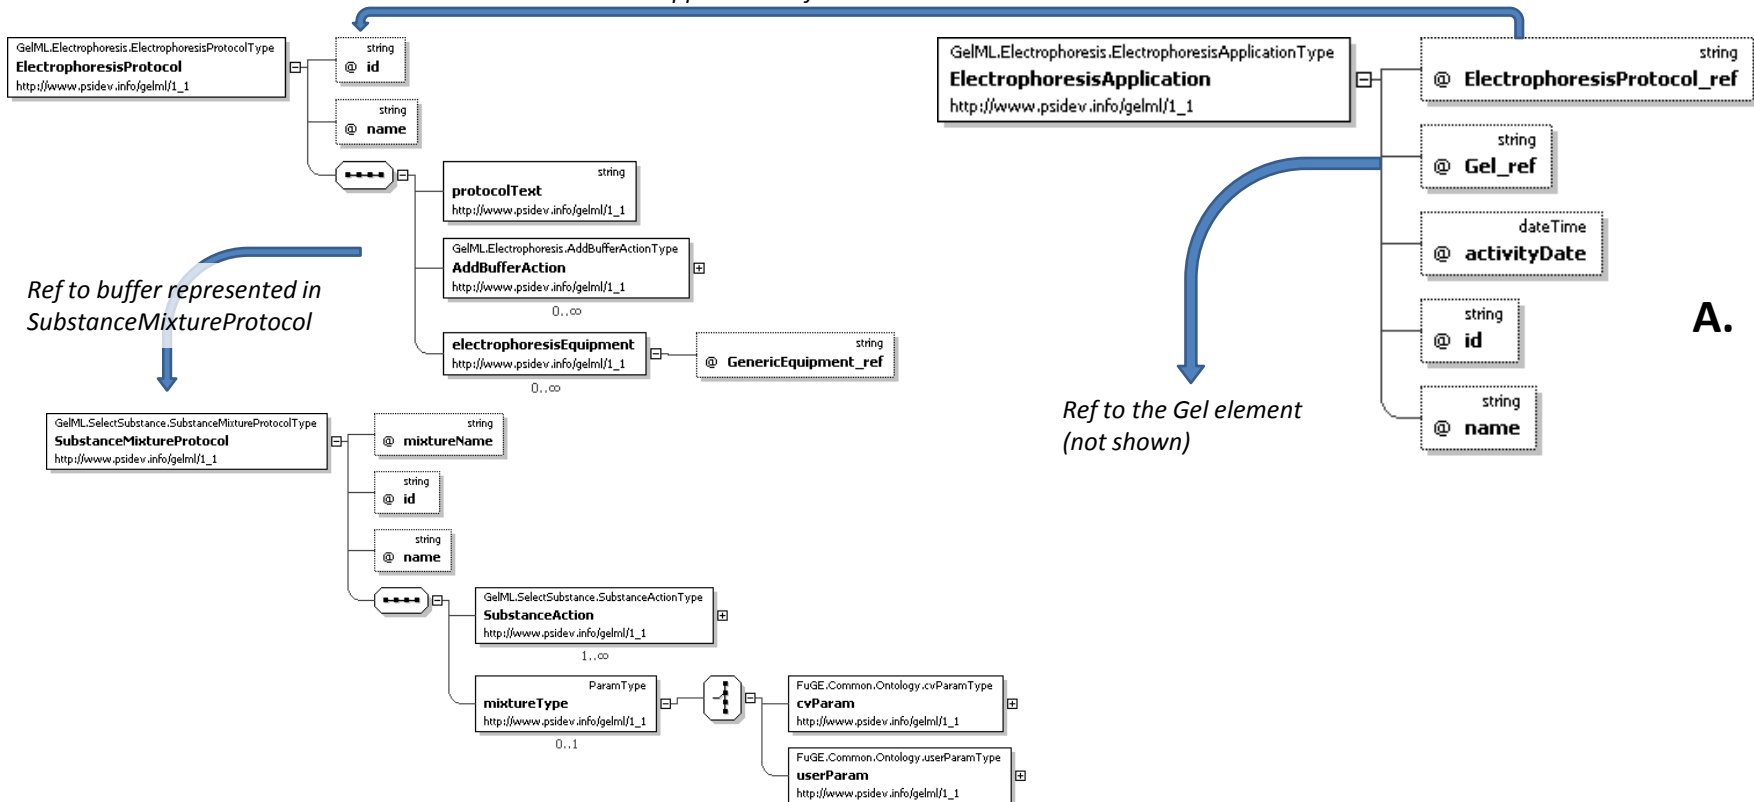 GelML.Electrophoresis.ElectrophoresisProtocolType
ElectrophoresisProtocol
http://www.psidev.info/gelml/1_1
string
@ id
string
@ name
string
protocolText
http://www.psidev.info/gelml/1_1
GelML.Electrophoresis.AddBufferActionType
AddBufferAction
http://www.psidev.info/gelml/1_1
0..∞
electrophoresisEquipment
http://www.psidev.info/gelml/1_1
0..∞
string
@ GenericEquipment_ref
Ref to buffer represented in
SubstanceMixtureProtocol
GelML.SelectSubstance.SubstanceMixtureProtocolType
SubstanceMixtureProtocol
http://www.psidev.info/gelml/1_1
string
@ mixtureName
string
@ id
string
@ name
GelML.SelectSubstance.SubstanceActionType
SubstanceAction
http://www.psidev.info/gelml/1_1
1..∞
ParamType
mixtureType
http://www.psidev.info/gelml/1_1
0..1
FuGE.Common.Ontology.cvParamType
cvParam
http://www.psidev.info/gelml/1_1
FuGE.Common.Ontology.userParamType
userParam
http://www.psidev.info/gelml/1_1
GelML.Electrophoresis.ElectrophoresisApplicationType
ElectrophoresisApplication
http://www.psidev.info/gelml/1_1
string
@ ElectrophoresisProtocol_ref
string
@ Gel_ref
dateTime
@ activityDate
string
@ id
string
@ name
Ref to the Gel element
(not shown)
A.